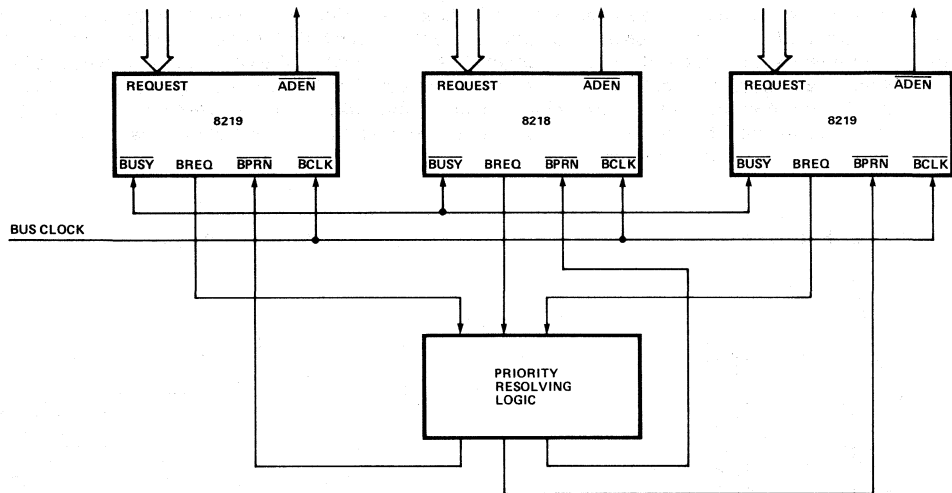 REQUEST ADEN
8219
BUSY BREQ BPRN BCLK
REQUEST ADEN
8218
BUSY BREQ BPRN BCLK
REQUEST ADEN
8219
BUSY BREQ BPRN BCLK
BUS CLOCK
PRIORITY
RESOLVING
LOGIC